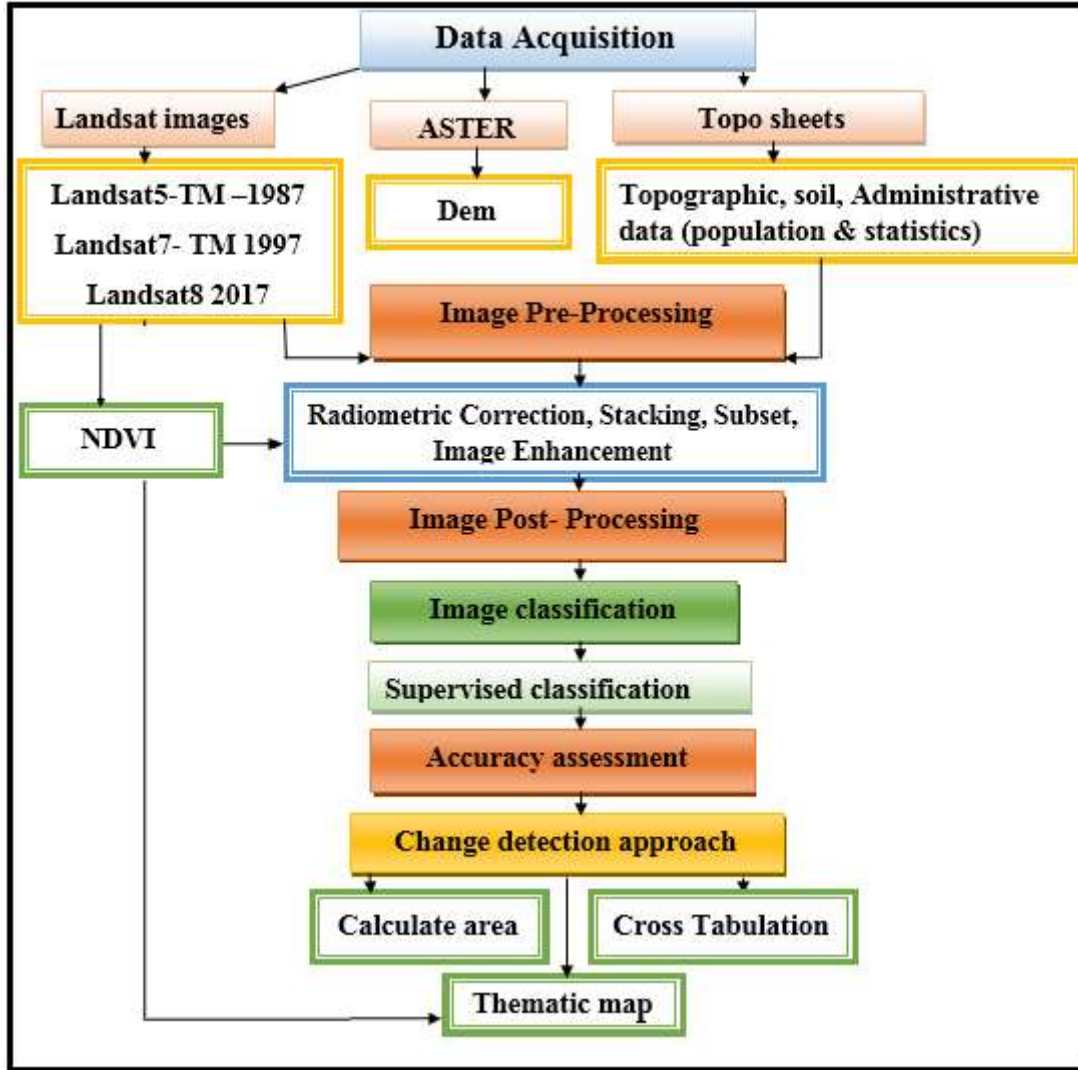 Data Acquisition
Landsat images
ASTER
Topo sheets
Landsat5-TM –1987
Landsat7- TM 1997
Landsat8 2017
Dem
Topographic, soil, Administrative
data (population & statistics)
Image Pre-Processing
NDVI
Radiometric Correction, Stacking, Subset,
Image Enhancement
Image Post- Processing
Image classification
Supervised classification
Accuracy assessment
Change detection approach
Calculate area
Cross Tabulation
Thematic map